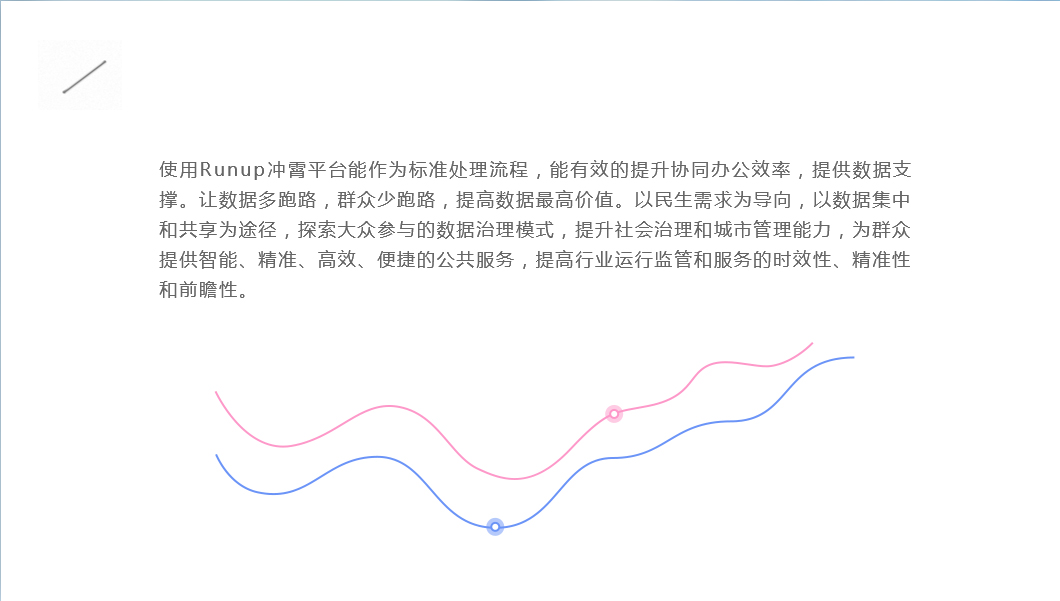 使用Runup冲霄平台能作为标准处理流程，能有效的提升协同办公效率，提供数据支
撑。让数据多跑路，群众少跑路，提高数据最高价值。以民生需求为导向，以数据集中
和共享为途径，探索大众参与的数据治理模式，提升社会治理和城市管理能力，为群众
提供智能、精准、高效、便捷的公共服务，提高行业运行监管和服务的时效性、精准性
和前瞻性。